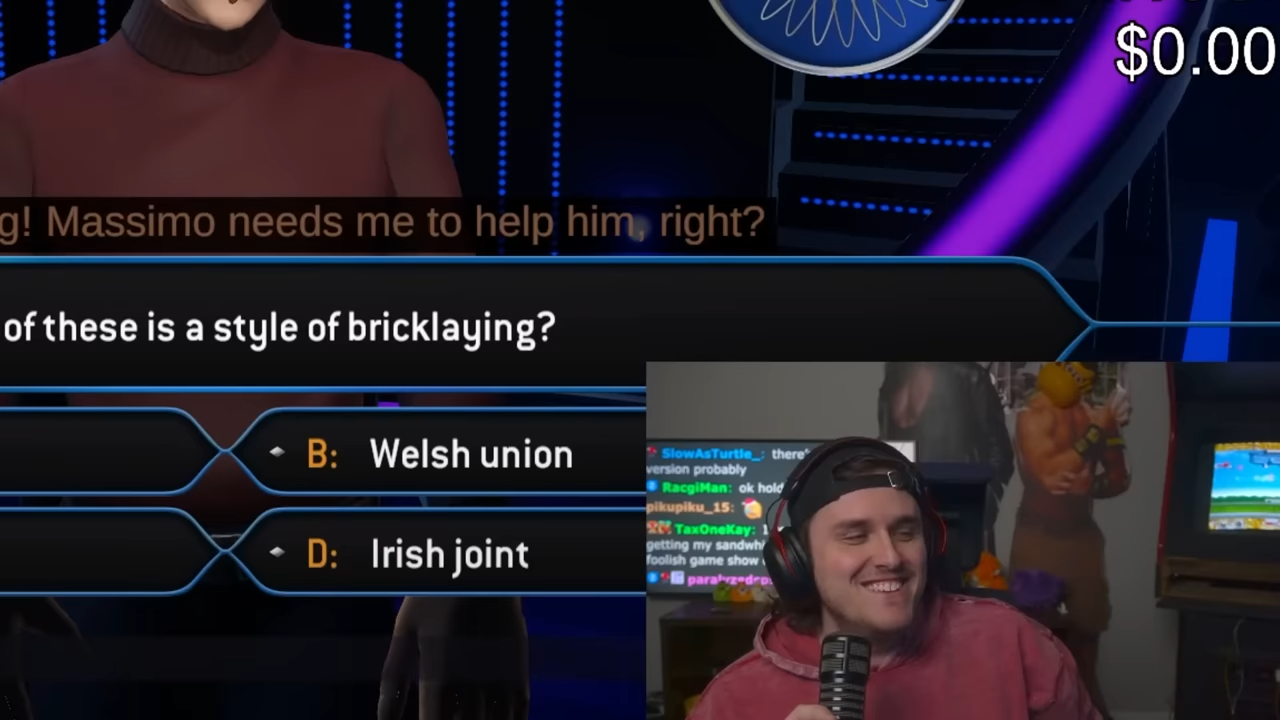 $0.00
g! Massimo needs me to help him, right?
of these is a style of bricklaying?
B: Welsh union
D: Irish joint
SlowAsTurtle_: there'
version probably
RacgiMan: ok hold
pikupiku_15:
TaxOneKay:
getting my sandwi
foolish game show